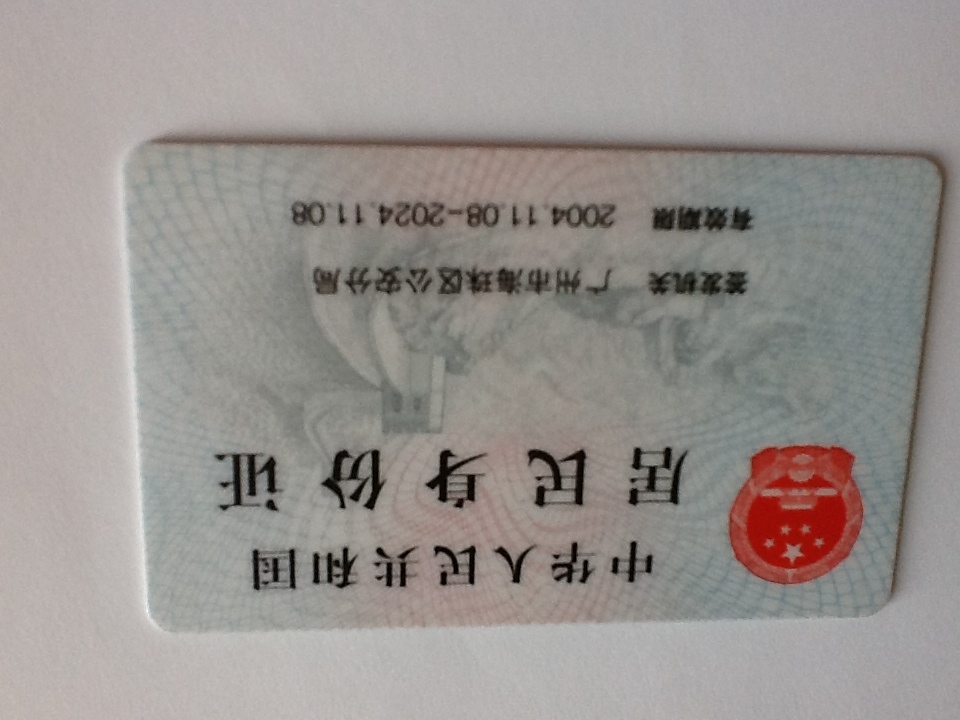 中华人民共和国
居民身份证
签发机关 广州市海珠区公安分局
有效期限 2004.11.08-2024.11.08